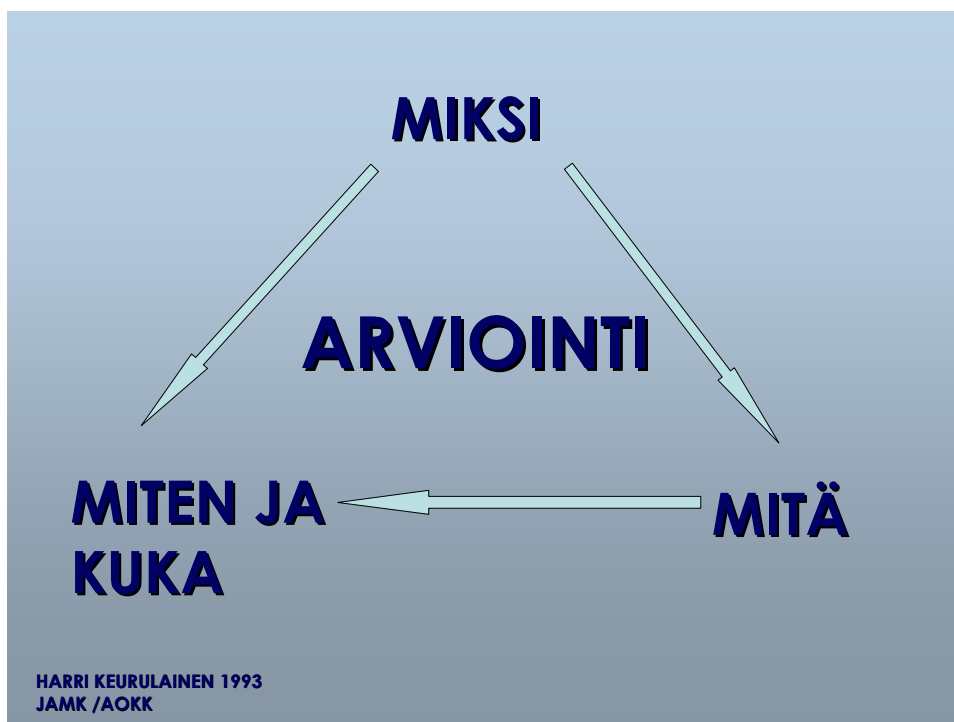 MIKSI
ARVIOINTI
MITEN JA
KUKA
MITÄ
HARRI KEURULAINEN 1993
JAMK /AOKK